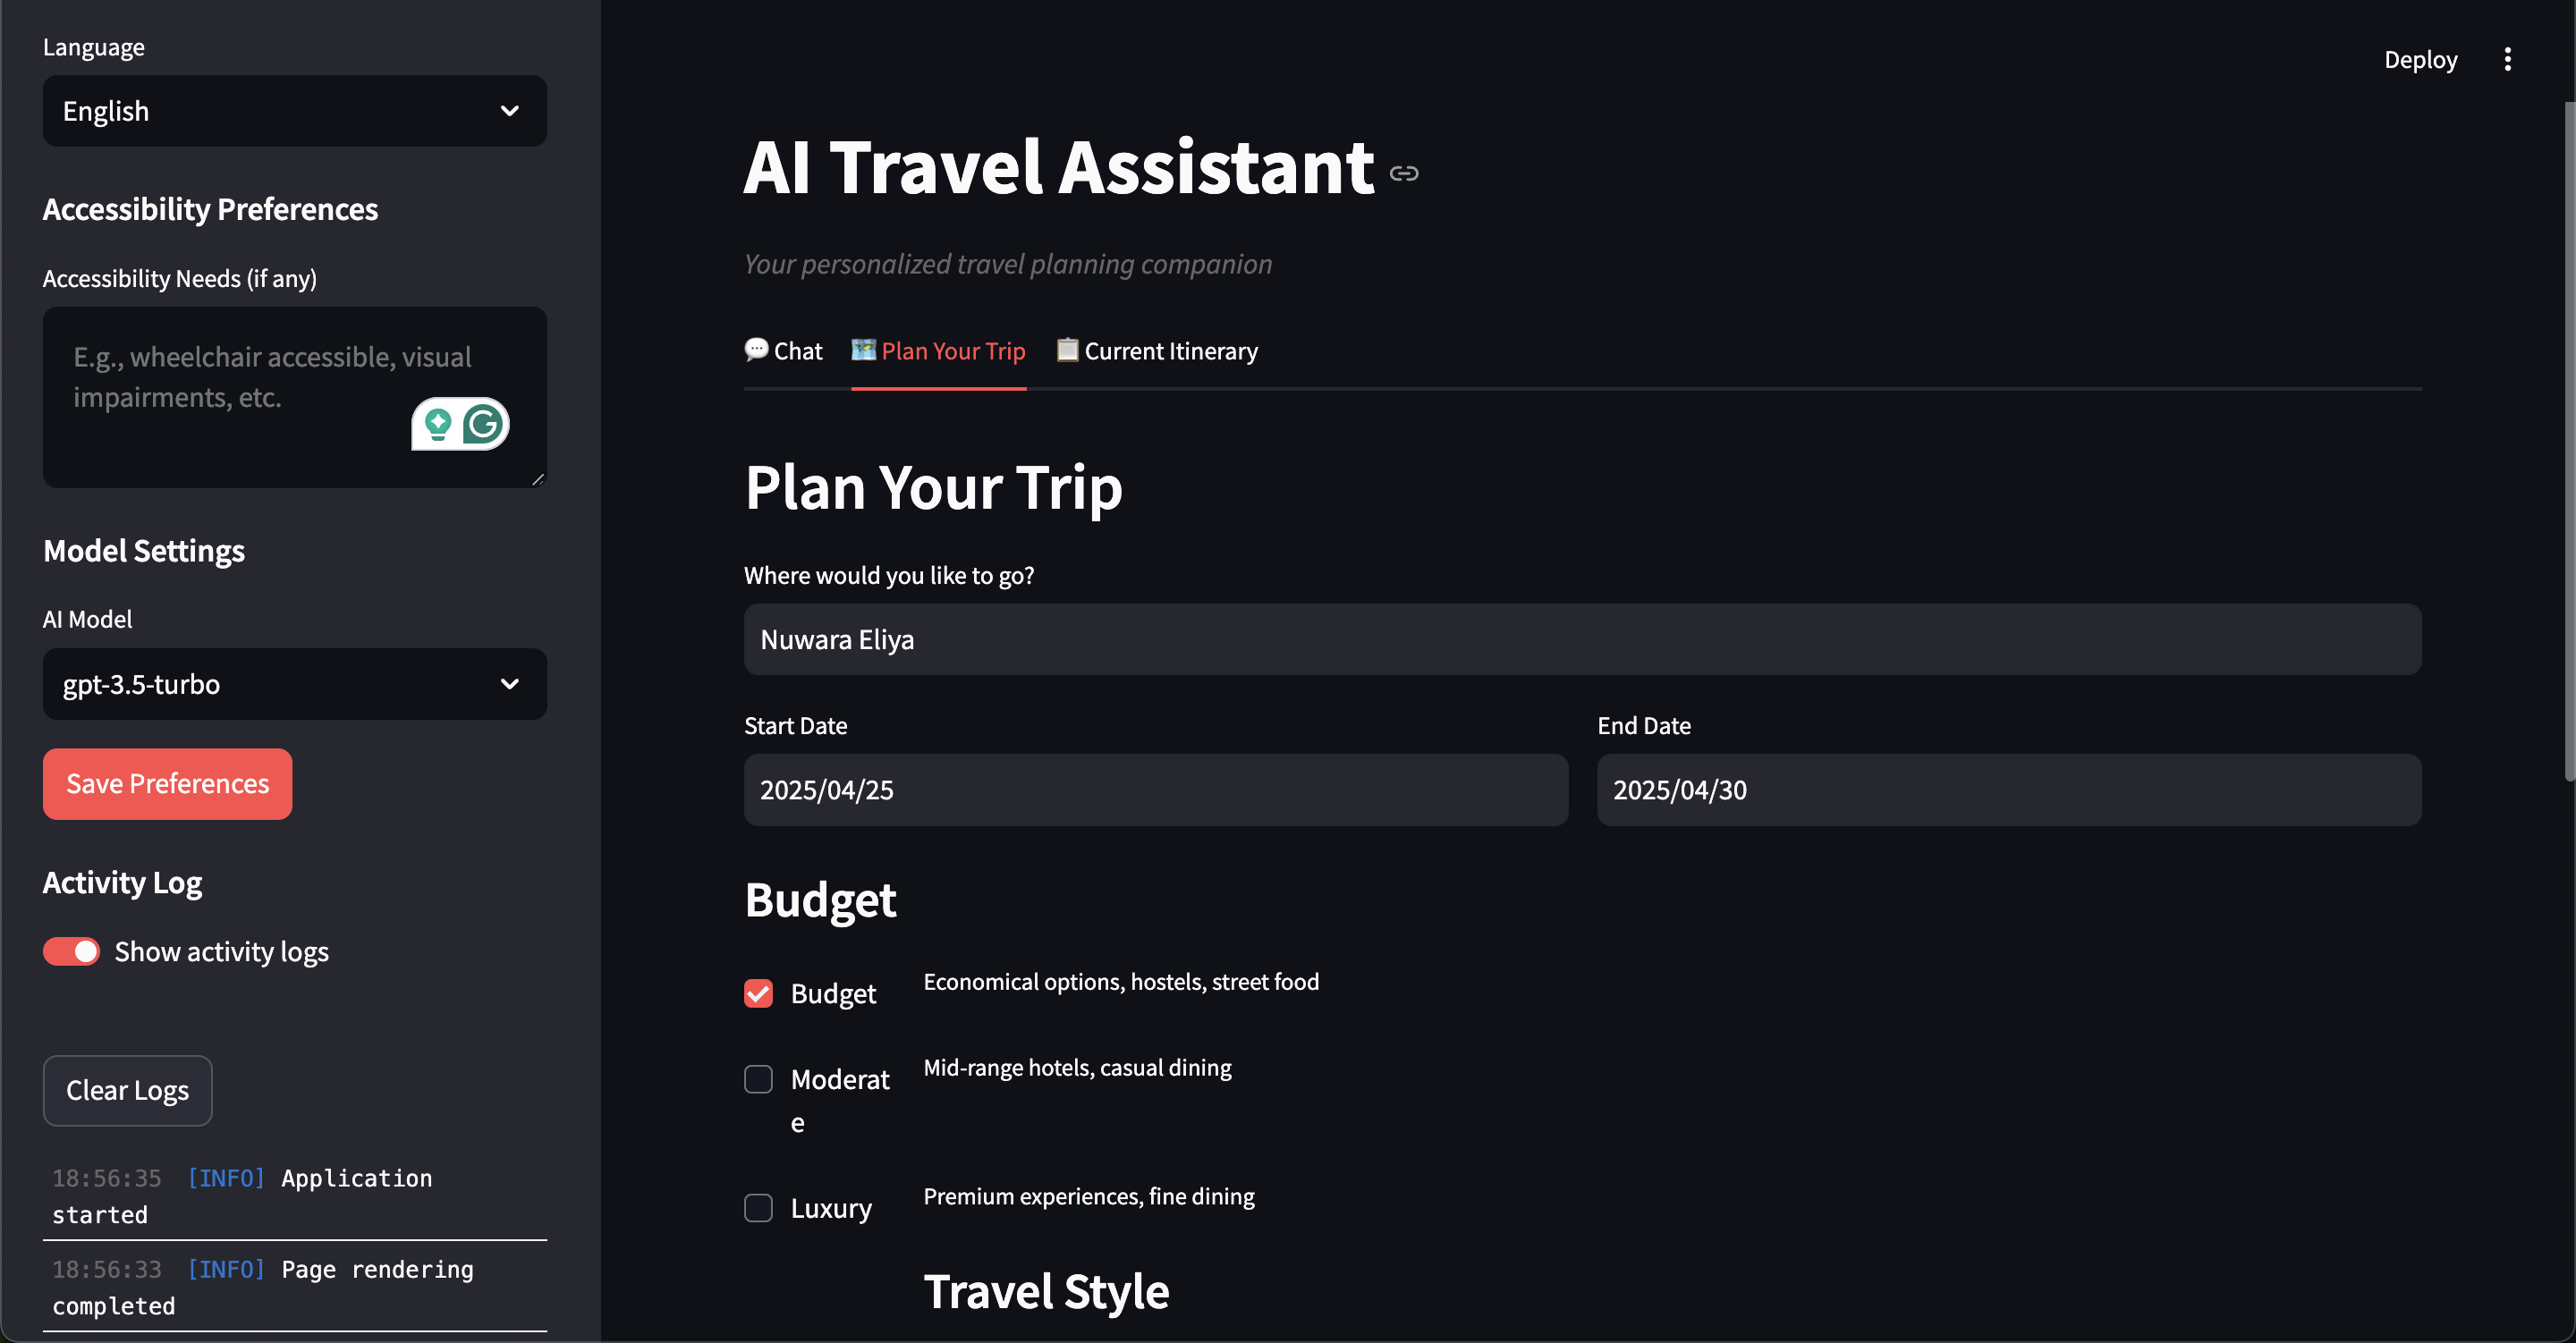 Language
English
Accessibility Preferences
Accessibility Needs (if any)
E.g., wheelchair accessible, visual
impairments, etc.
Model Settings
AI Model
gpt-3.5-turbo
Save Preferences
Activity Log
Show activity logs
Clear Logs
18:56:35 [INFO] Application
started
18:56:33 [INFO] Page rendering
completed
Deploy
AI Travel Assistant
Your personalized travel planning companion
Chat Plan Your Trip Current Itinerary
Plan Your Trip
Where would you like to go?
Nuwara Eliya
Start Date End Date
2025/04/25 2025/04/30
Budget
Budget Economical options, hostels, street food
Moderat Mid-range hotels, casual dining
e
Luxury Premium experiences, fine dining
Travel Style